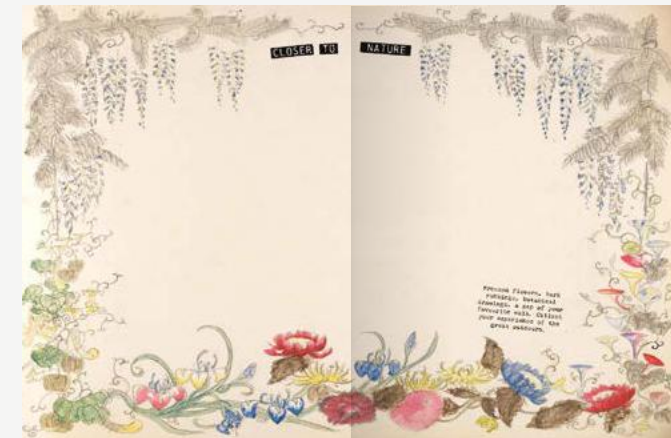 CLOSER TO NATURE
Pressed flowers, bark
rubbings, botanical
drawings, a map of your
favourite walk. Collect
your experience of the
great outdoors.